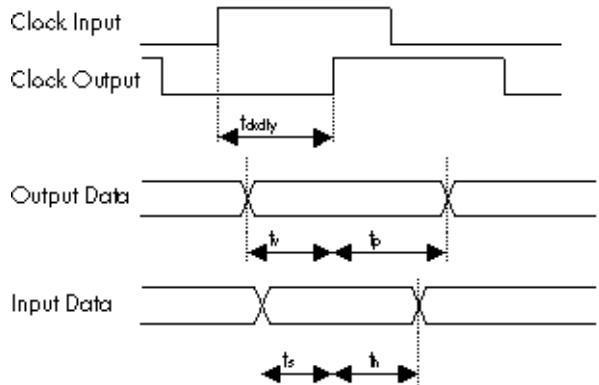 Clock Input
Clock Output
tckdly
Output Data
tv
tp
Input Data
ts
th